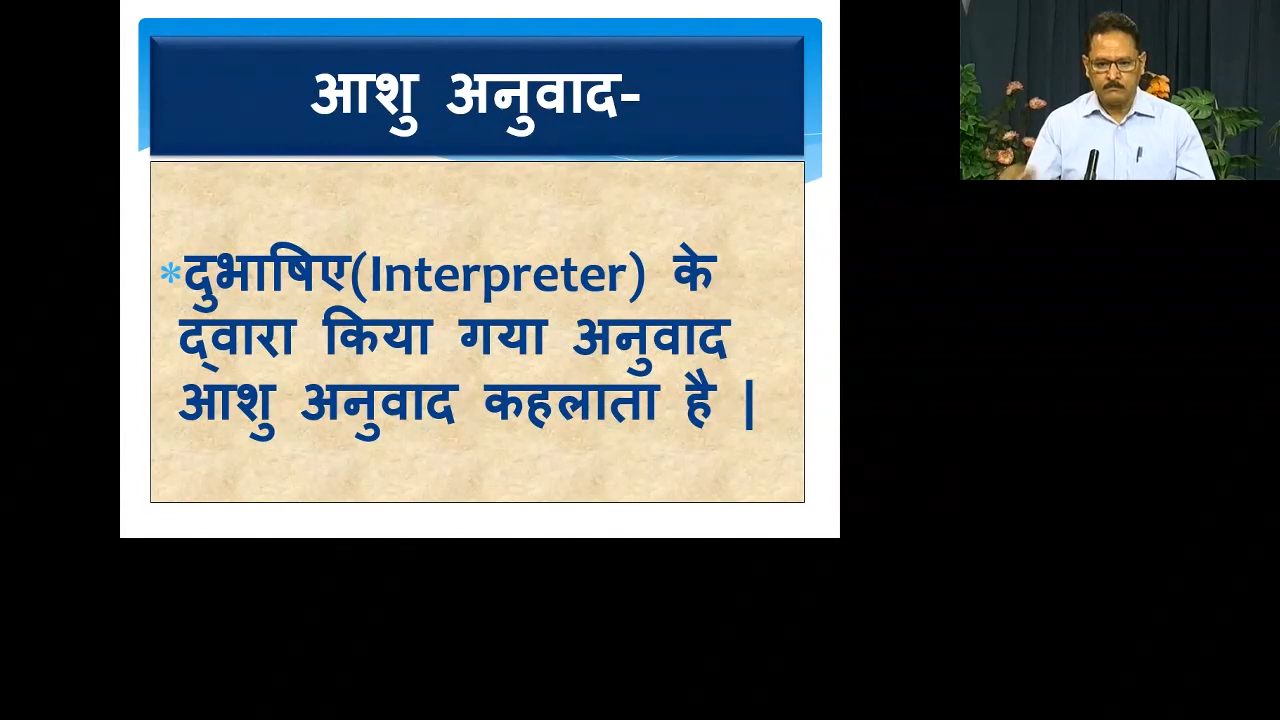 आशु अनुवाद-
*दुभाषिए(Interpreter) के
द्‌वारा किया गया अनुवाद
आशु अनुवाद कहलाता है |